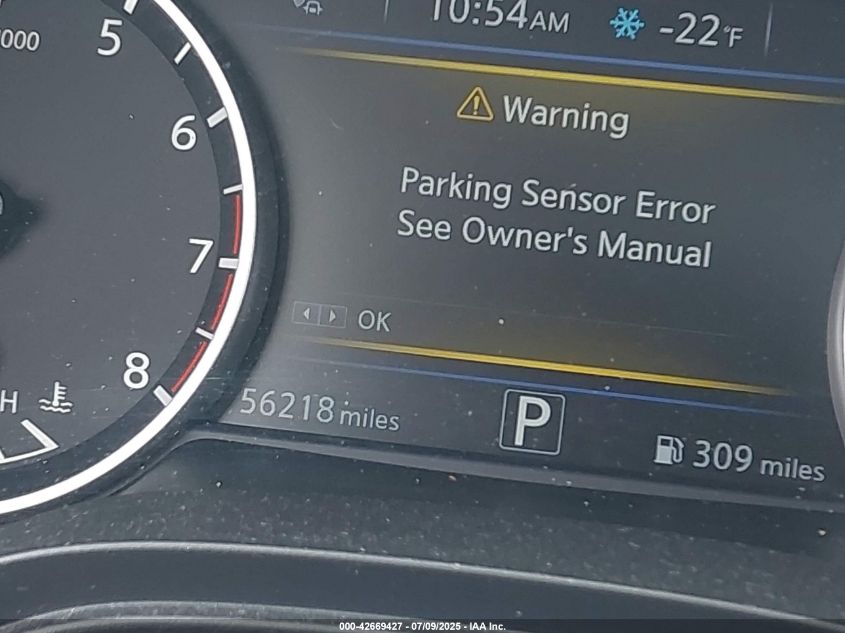 10:54AM
-22°F
000
5
6
7
8
H
Warning
Parking Sensor Error
See Owner's Manual
OK
56218 miles
P
309 miles
000-42669427 - 07/09/2025 - IAA Inc.